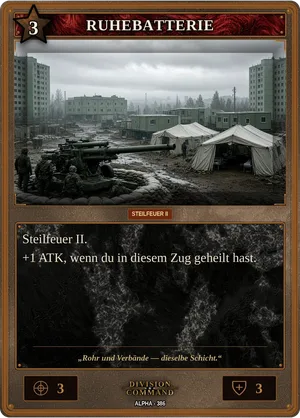 3
RUHEBATTERIE
STEILFEUER II
Steilfeuer II.
+1 ATK, wenn du in diesem Zug geheilt hast.
„Rohr und Verbände — dieselbe Schicht.“
3
DIVISION
COMMAND
ALPHA · 386
3